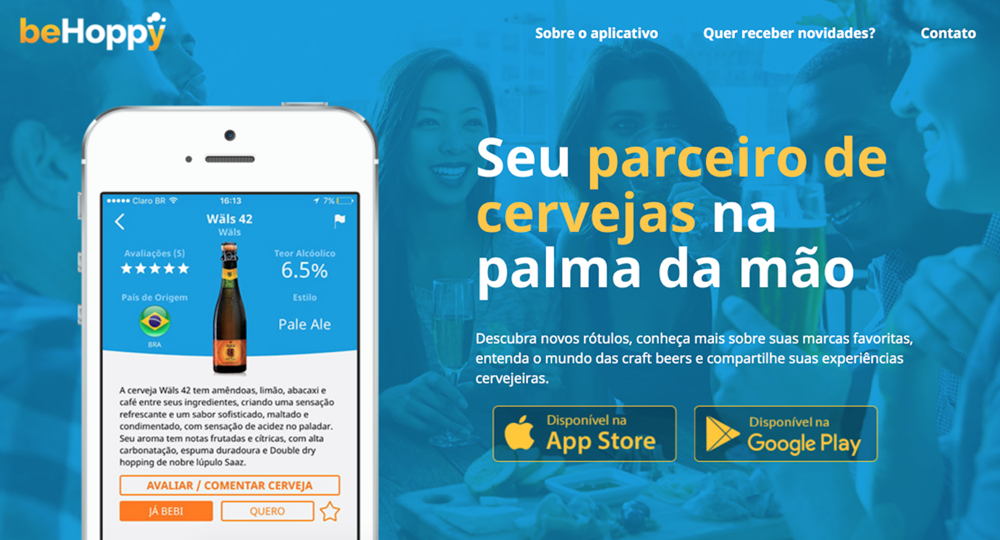 beHoppy
Sobre o aplicativo
Quer receber novidades?
Contato
Claro BR
16:13
7%
Wäls 42
Wäls
Avaliações (5)
Teor Alcóolico
6.5%
País de Origem
Estilo
Pale Ale
BRA
A cerveja Wäls 42 tem amêndoas, limão, abacaxi e
café entre seus ingredientes, criando uma sensação
refrescante e um sabor sofisticado, maltado e
condimentado, com sensação de acidez no paladar.
Seu aroma tem notas frutadas e cítricas, com alta
carbonatação, espuma duradoura e Double dry
hopping de nobre lúpulo Saaz.
AVALIAR / COMENTAR CERVEJA
JÁ BEBI
QUERO
Seu parceiro de
cervejas na
palma da mão
Descubra novos rótulos, conheça mais sobre suas marcas favoritas,
entenda o mundo das craft beers e compartilhe suas experiências
cervejeiras.
Disponível na
App Store
Disponível na
Google Play